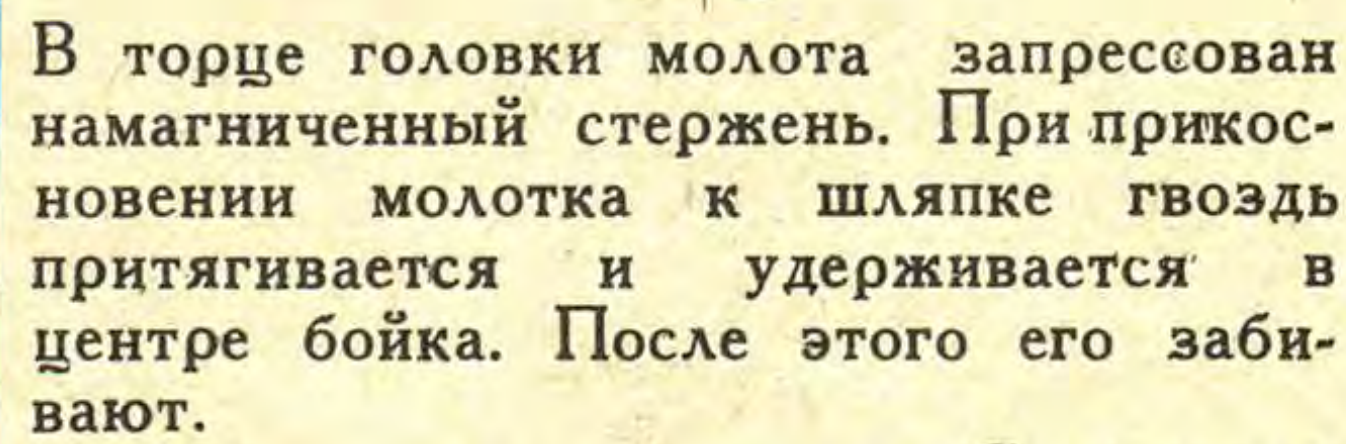 В торце головки молота запрессован
намагниченный стержень. При прикос-
новении молотка к шляпке гвоздь
притягивается и удерживается в
центре бойка. После этого его заби-
вают.